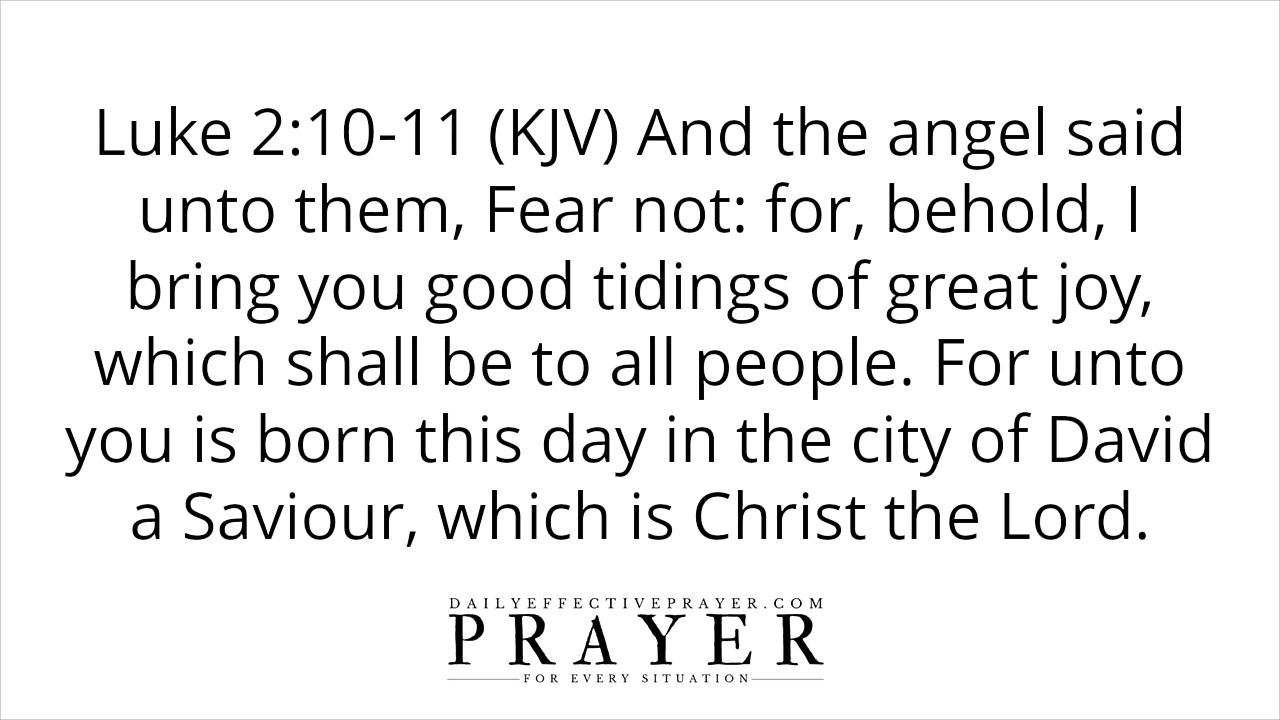 Luke 2:10-11 (KJV) And the angel said
unto them, Fear not: for, behold, I
bring you good tidings of great joy,
which shall be to all people. For unto
you is born this day in the city of David
a Saviour, which is Christ the Lord.
DAILYEFFECTIVEPRAYER.COM
PRAYER
FOR EVERY SITUATION